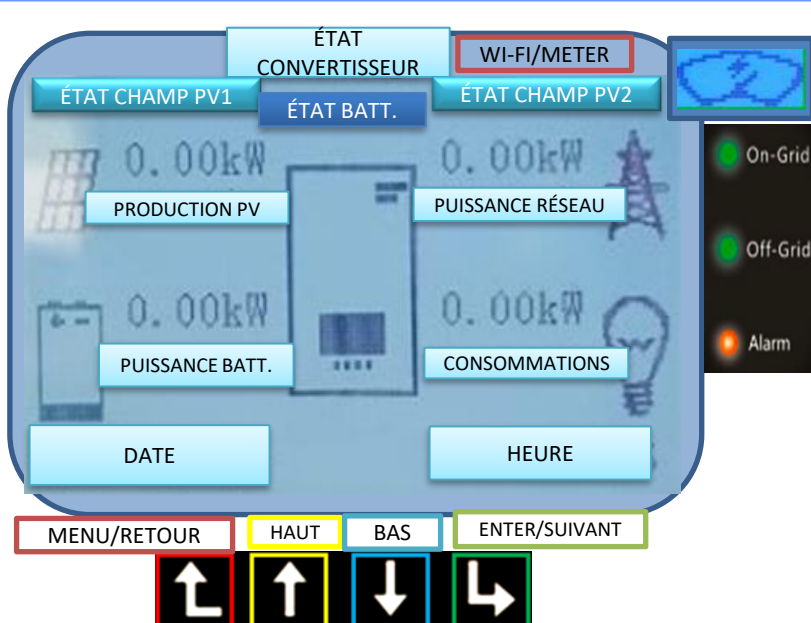 ÉTAT
CONVERTISSEUR
WI-FI/METER
ÉTAT CHAMP PV1
ÉTAT BATT.
ÉTAT CHAMP PV2
0.00kW
0.00kW
On-Grid
PRODUCTION PV
PUISSANCE RÉSEAU
Off-Grid
0.00kW
0.00kW
Alarm
PUISSANCE BATT.
CONSOMMATIONS
DATE
HEURE
MENU/RETOUR
HAUT
BAS
ENTER/SUIVANT